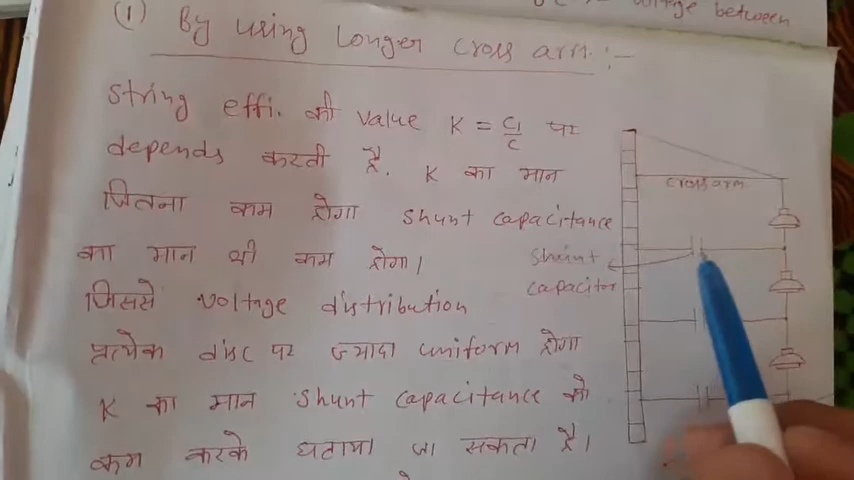 between
(1) By using Longer cross arm:-
String effi. की value K = C1/C पर
depends करती है. K का मान
जितना कम होगा shunt capacitance
का मान भी कम होगा।
जिससे voltage distribution
प्रत्येक disc पर ज्यादा uniform होगा
K का मान shunt capacitance को
कम करके घटाया जा सकता है।
cross arm
shunt
capacitor